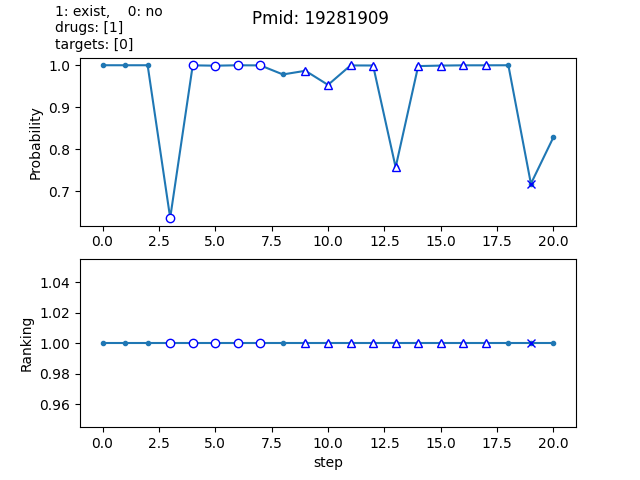 1: exist,    0: no
drugs: [1]
targets: [0]
Pmid: 19281909
1.0
0.9
0.8
0.7
Probability
0.0 2.5 5.0 7.5 10.0 12.5 15.0 17.5 20.0
1.04
1.02
1.00
0.98
0.96
Ranking
0.0 2.5 5.0 7.5 10.0 12.5 15.0 17.5 20.0
step